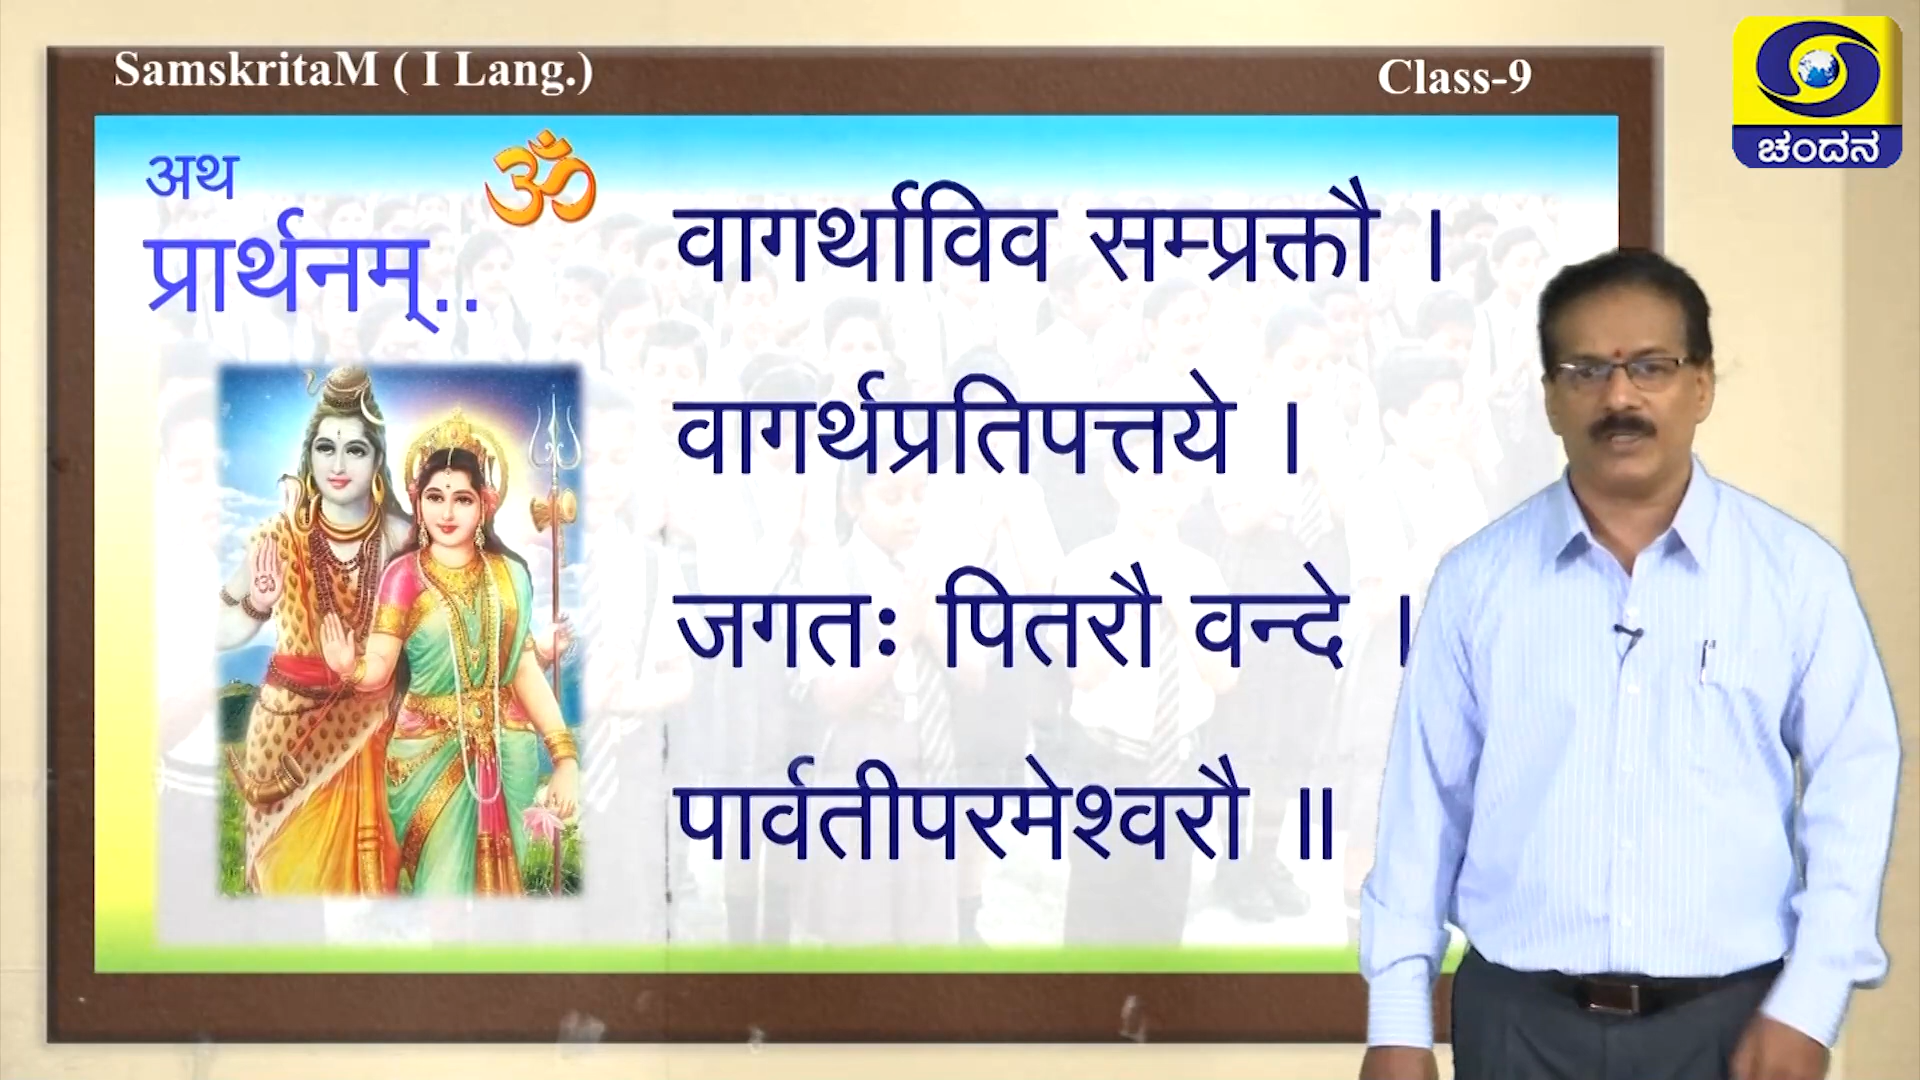 SamskritaM ( I Lang.)
Class-9
ಚಂದನ
अथ
ॐ
प्रार्थनम्..
वागर्थाविव सम्प्रक्तौ ।
वागर्थप्रतिपत्तये ।
जगतः पितरौ वन्दे ।
पार्वतीपरमेश्वरौ ॥